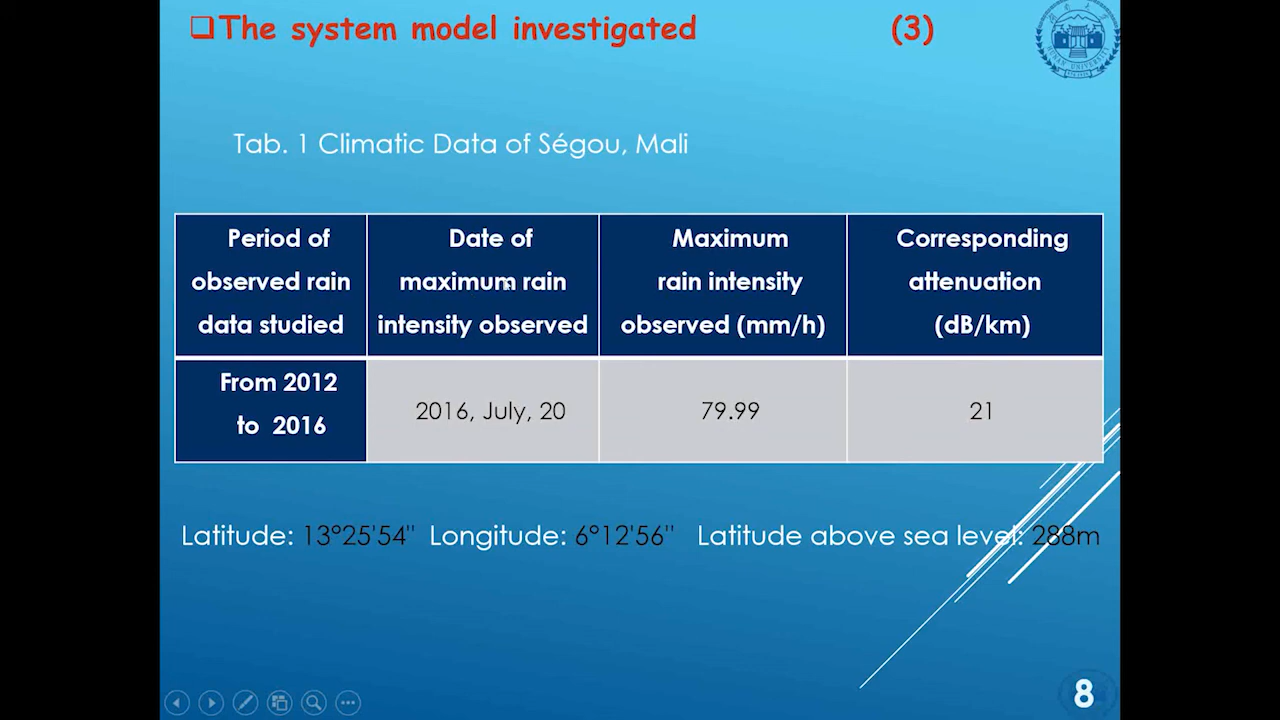 ❑The system model investigated (3)
Tab. 1 Climatic Data of Ségou, Mali
Period of observed rain data studied
Date of maximum rain intensity observed
Maximum rain intensity observed (mm/h)
Corresponding attenuation (dB/km)
From 2012 to 2016
2016, July, 20
79.99
21
Latitude: 13°25'54'' Longitude: 6°12'56'' Latitude above sea level: 288m
8